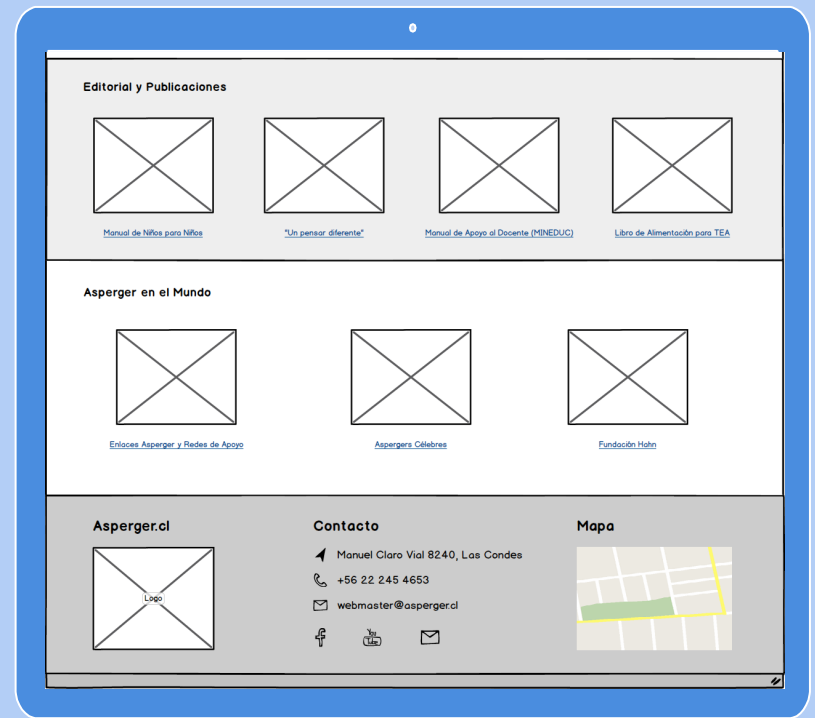 Editorial y Publicaciones
Manual de Niños para Niños
"Un pensar diferente"
Manual de Apoyo al Docente (MINEDUC)
Libro de Alimentación para TEA
Asperger en el Mundo
Enlaces Asperger y Redes de Apoyo
Aspergers Célebres
Fundación Hahn
Asperger.cl
Logo
Contacto
Manuel Claro Vial 8240, Las Condes
+56 22 245 4653
webmaster@asperger.cl
You
Tube
Mapa